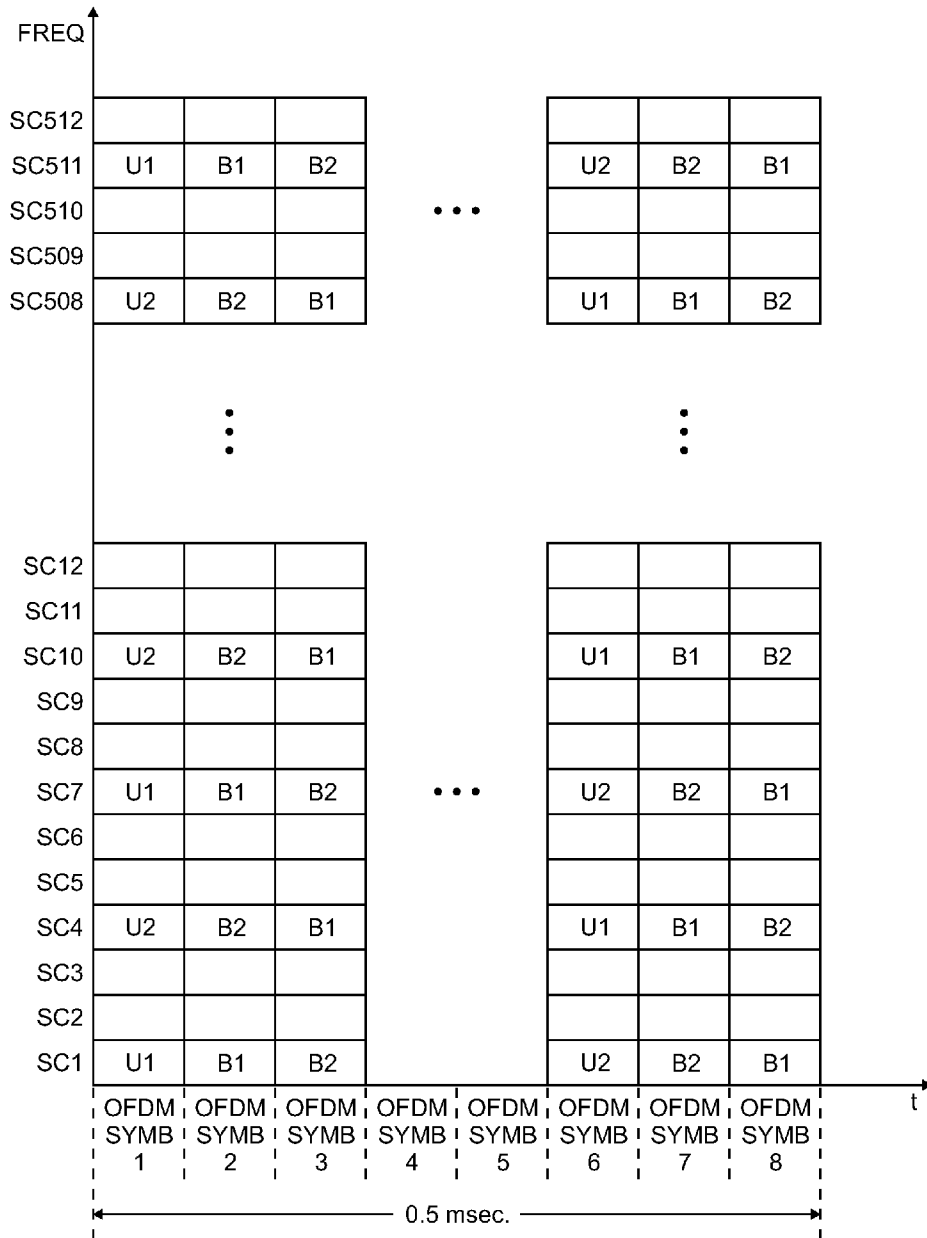 FREQ
SC512
SC511 U1 B1 B2 U2 B2 B1
SC510
SC509
SC508 U2 B2 B1 U1 B1 B2
SC12
SC11
SC10 U2 B2 B1 U1 B1 B2
SC9
SC8
SC7 U1 B1 B2 U2 B2 B1
SC6
SC5
SC4 U2 B2 B1 U1 B1 B2
SC3
SC2
SC1 U1 B1 B2 U2 B2 B1
t
OFDM OFDM OFDM OFDM OFDM OFDM OFDM OFDM
SYMB SYMB SYMB SYMB SYMB SYMB SYMB SYMB
1 2 3 4 5 6 7 8
0.5 msec.